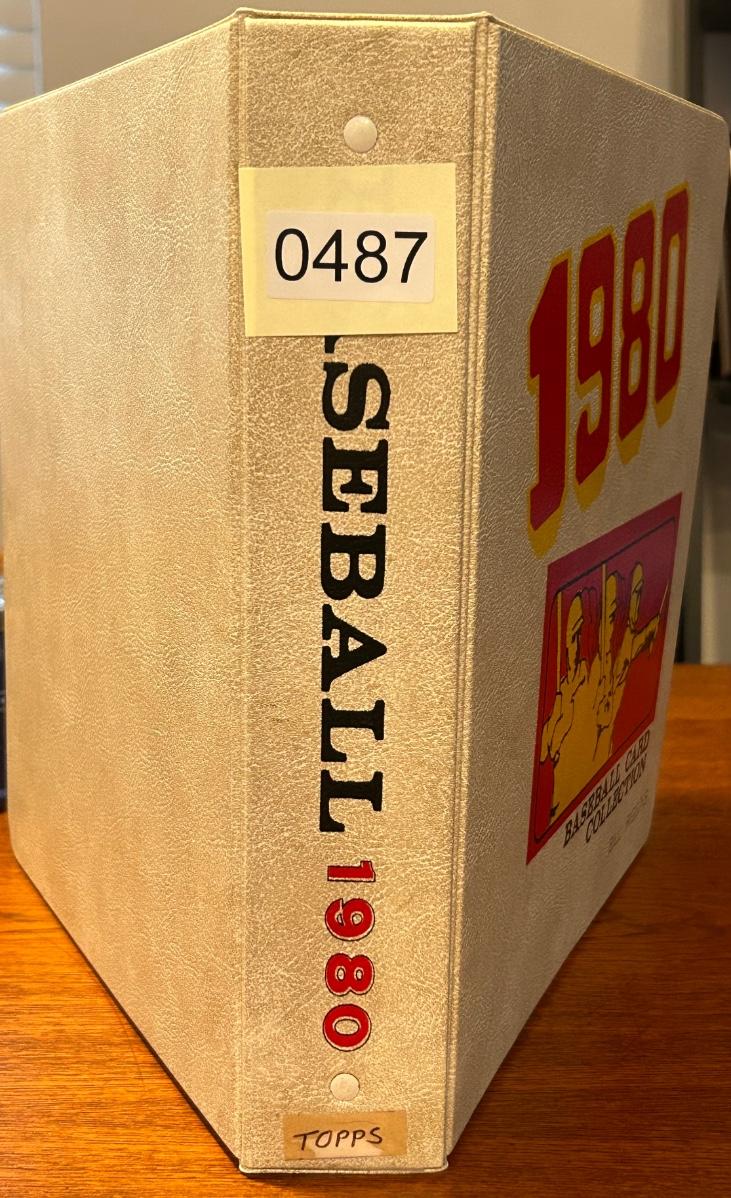 0487
SEBALL 1980
TOPPS
1980
BASEBALL CARD
COLLECTION